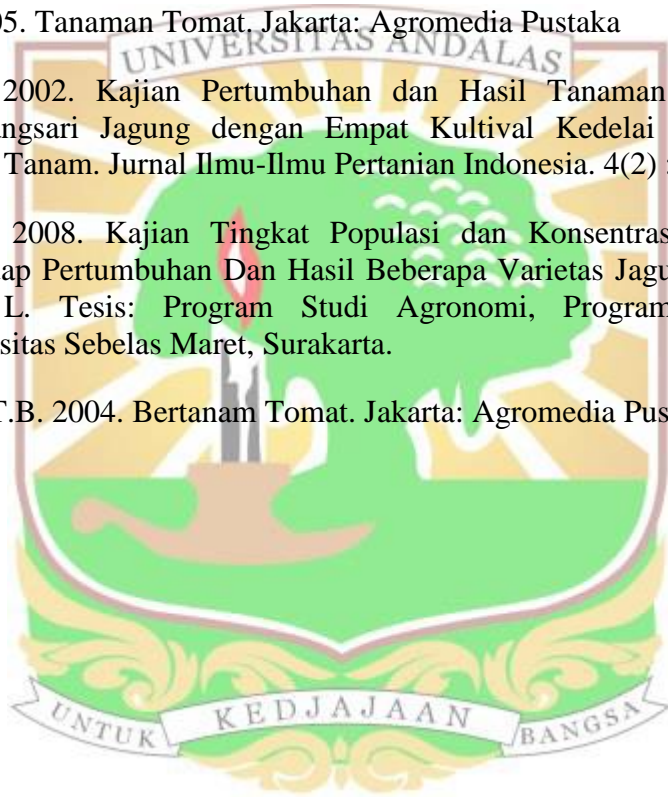 05. Tanaman Tomat. Jakarta: Agromedia Pustaka
UNIVERSITAS ANDALAS
2002. Kajian Pertumbuhan dan Hasil Tanaman
ngsari Jagung dengan Empat Kultival Kedelai
Tanam. Jurnal Ilmu-Ilmu Pertanian Indonesia. 4(2) :
2008. Kajian Tingkat Populasi dan Konsentras
ap Pertumbuhan Dan Hasil Beberapa Varietas Jagu
L. Tesis: Program Studi Agronomi, Program
sitas Sebelas Maret, Surakarta.
T.B. 2004. Bertanam Tomat. Jakarta: Agromedia Pus
UNTUK KEDJAJAAN BANGSA